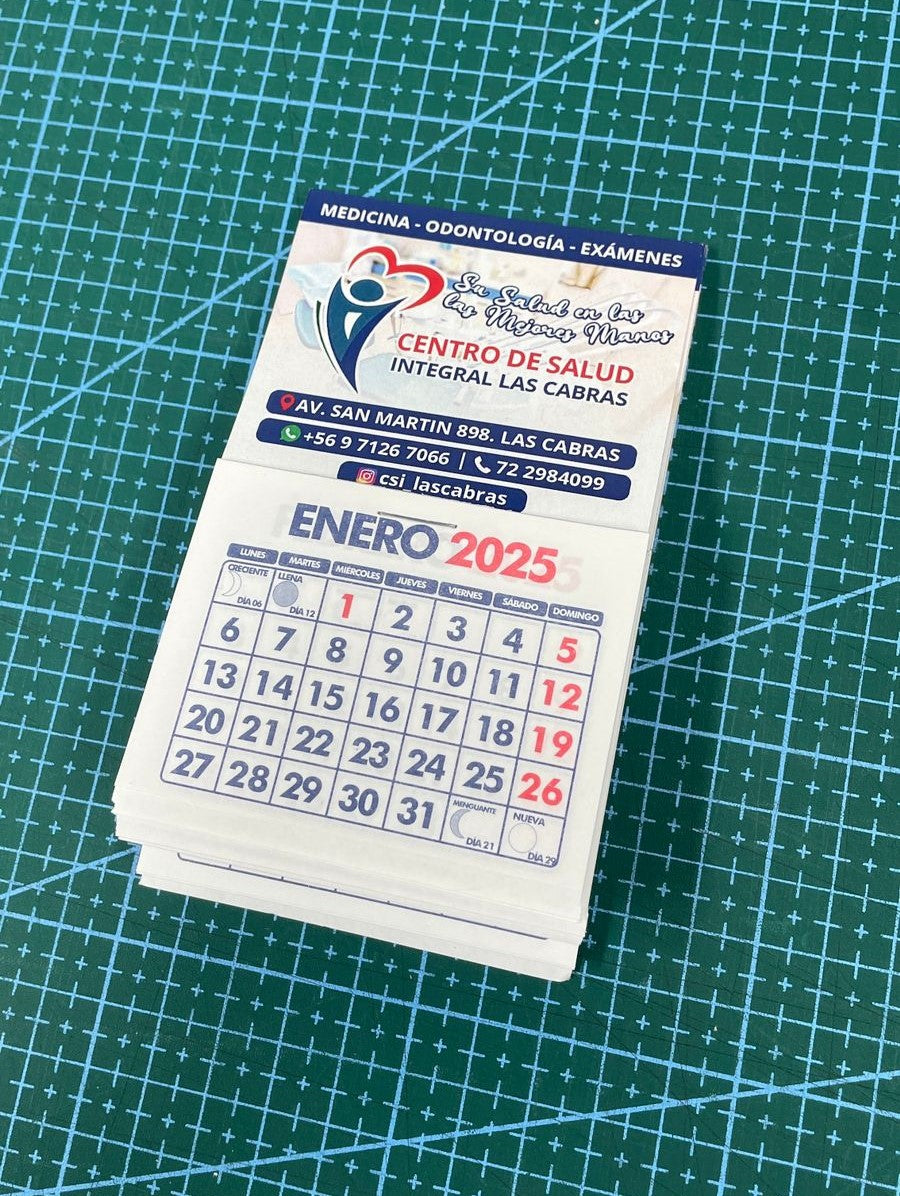 MEDICINA - ODONTOLOGÍA - EXÁMENES
Su Salud en las
las Mejores Manos
CENTRO DE SALUD
INTEGRAL LAS CABRAS
AV. SAN MARTIN 898. LAS CABRAS
+56 9 7126 7066 | 72 2984099
csi_lascabras
ENERO 2025
LUNES MARTES MIÉRCOLES JUEVES VIERNES SÁBADO DOMINGO
CRECIENTE DÍA 06 LLENA DÍA 12 1 2 3 4 5
6 7 8 9 10 11 12
13 14 15 16 17 18 19
20 21 22 23 24 25 26
27 28 29 30 31 MENGUANTE DÍA 21 NUEVA DÍA 29